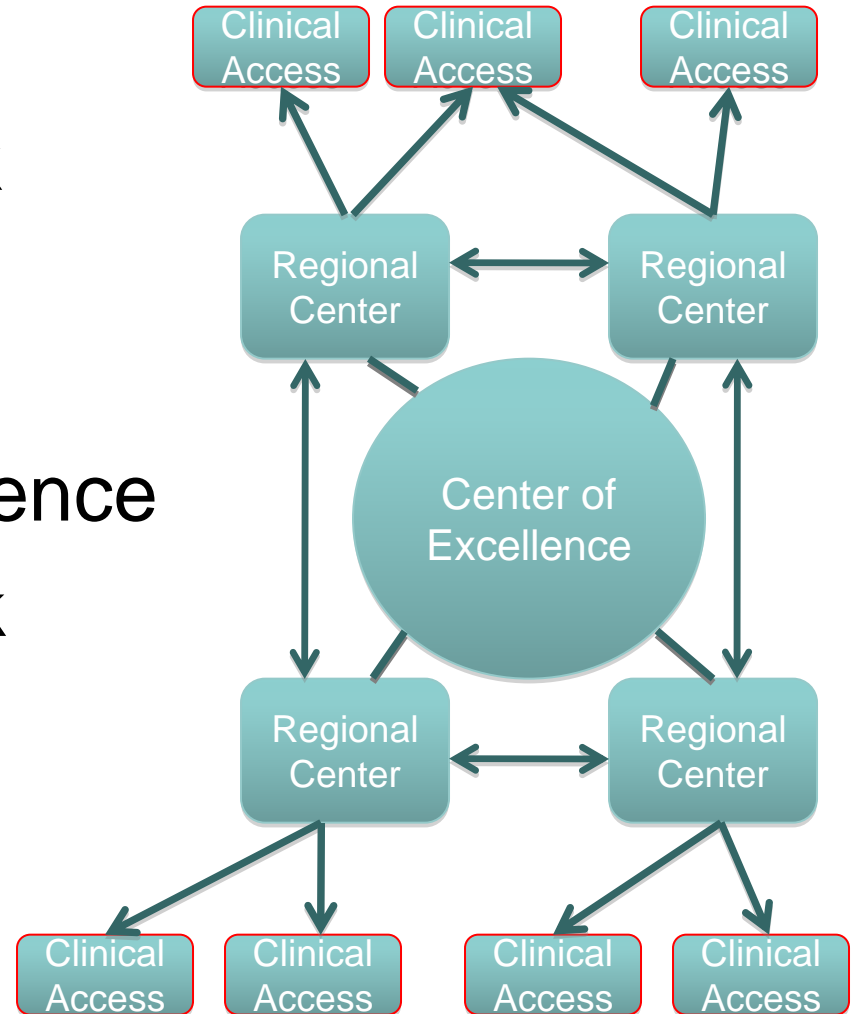 Clinical
Access
Clinical
Access
Clinical
Access
Regional
Center
Regional
Center
ence
Center of
Excellence
k
Regional
Center
Regional
Center
Clinical
Access
Clinical
Access
Clinical
Access
Clinical
Access